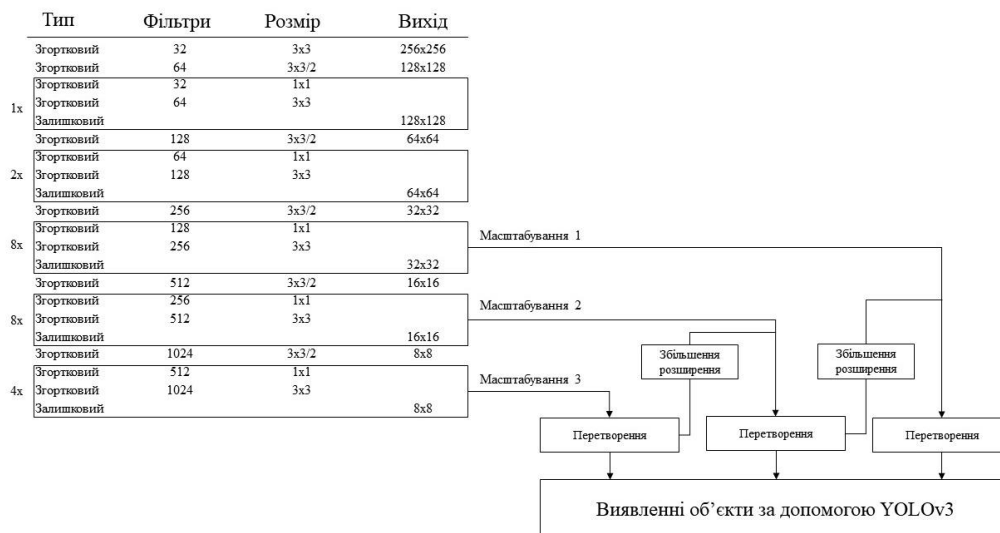 Тип Фільтри Розмір Вихід
Згортковий 32 3x3 256x256
Згортковий 64 3x3/2 128x128
1x
Згортковий 32 1x1
Згортковий 64 3x3
Залишковий 128x128
Згортковий 128 3x3/2 64x64
2x
Згортковий 64 1x1
Згортковий 128 3x3
Залишковий 64x64
Згортковий 256 3x3/2 32x32
8x
Згортковий 128 1x1
Згортковий 256 3x3
Залишковий 32x32
Згортковий 512 3x3/2 16x16
8x
Згортковий 256 1x1
Згортковий 512 3x3
Залишковий 16x16
Згортковий 1024 3x3/2 8x8
4x
Згортковий 512 1x1
Згортковий 1024 3x3
Залишковий 8x8
Масштабування 1
Масштабування 2
Масштабування 3
Збільшення
розширення
Збільшення
розширення
Перетворення
Перетворення
Перетворення
Виявленні об’єкти за допомогою YOLOv3